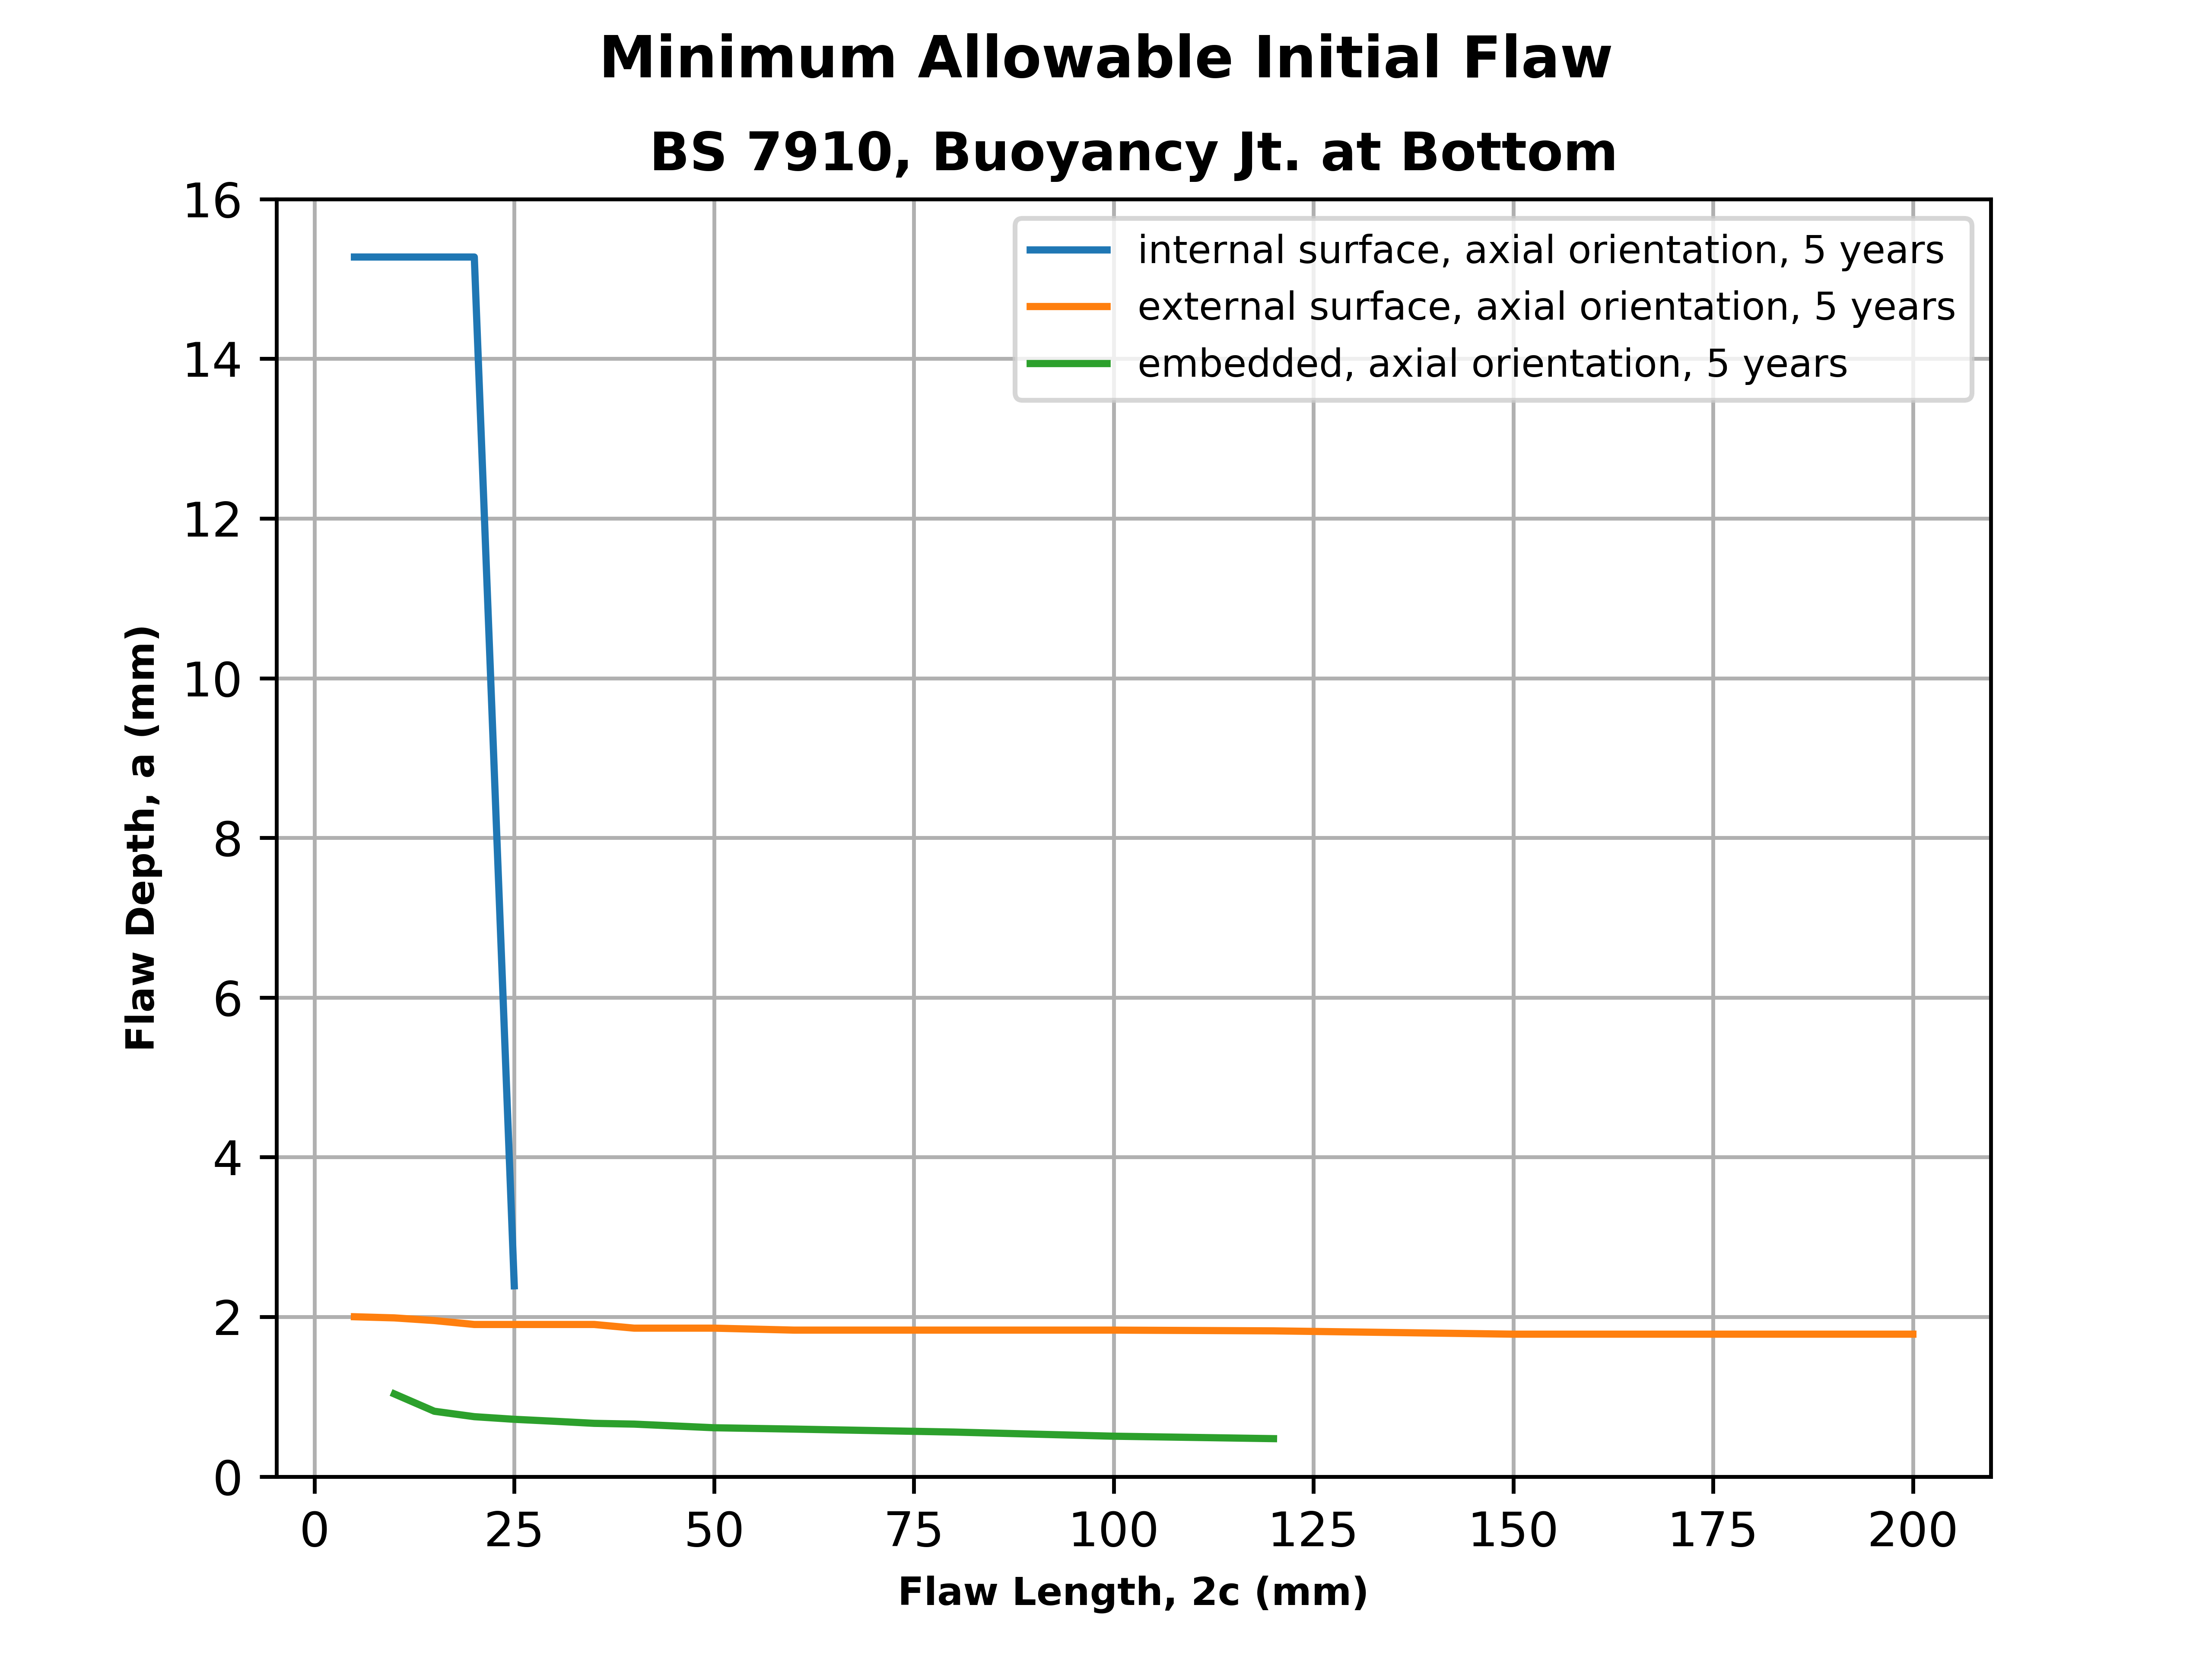 Minimum Allowable Initial Flaw
BS 7910, Buoyancy Jt. at Bottom
16
14
12
10
8
6
4
2
0
Flaw Depth, a (mm)
internal surface, axial orientation, 5 years
external surface, axial orientation, 5 years
embedded, axial orientation, 5 years
0 25 50 75 100 125 150 175 200
Flaw Length, 2c (mm)